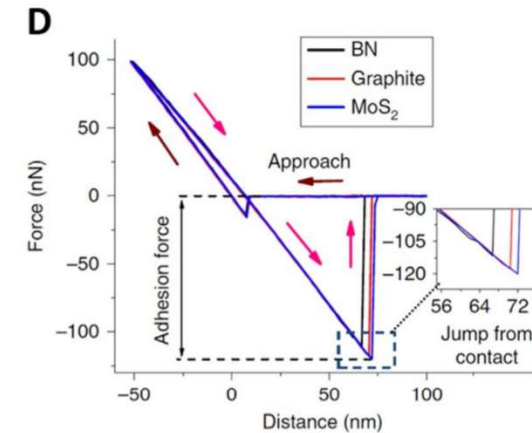 D
BN
Graphite
MoS₂
100
50
0
−50
−100
Force (nN)
Approach
Adhesion force
−90
−105
−120
56 64 72
Jump from
contact
−50 0 50 100
Distance (nm)